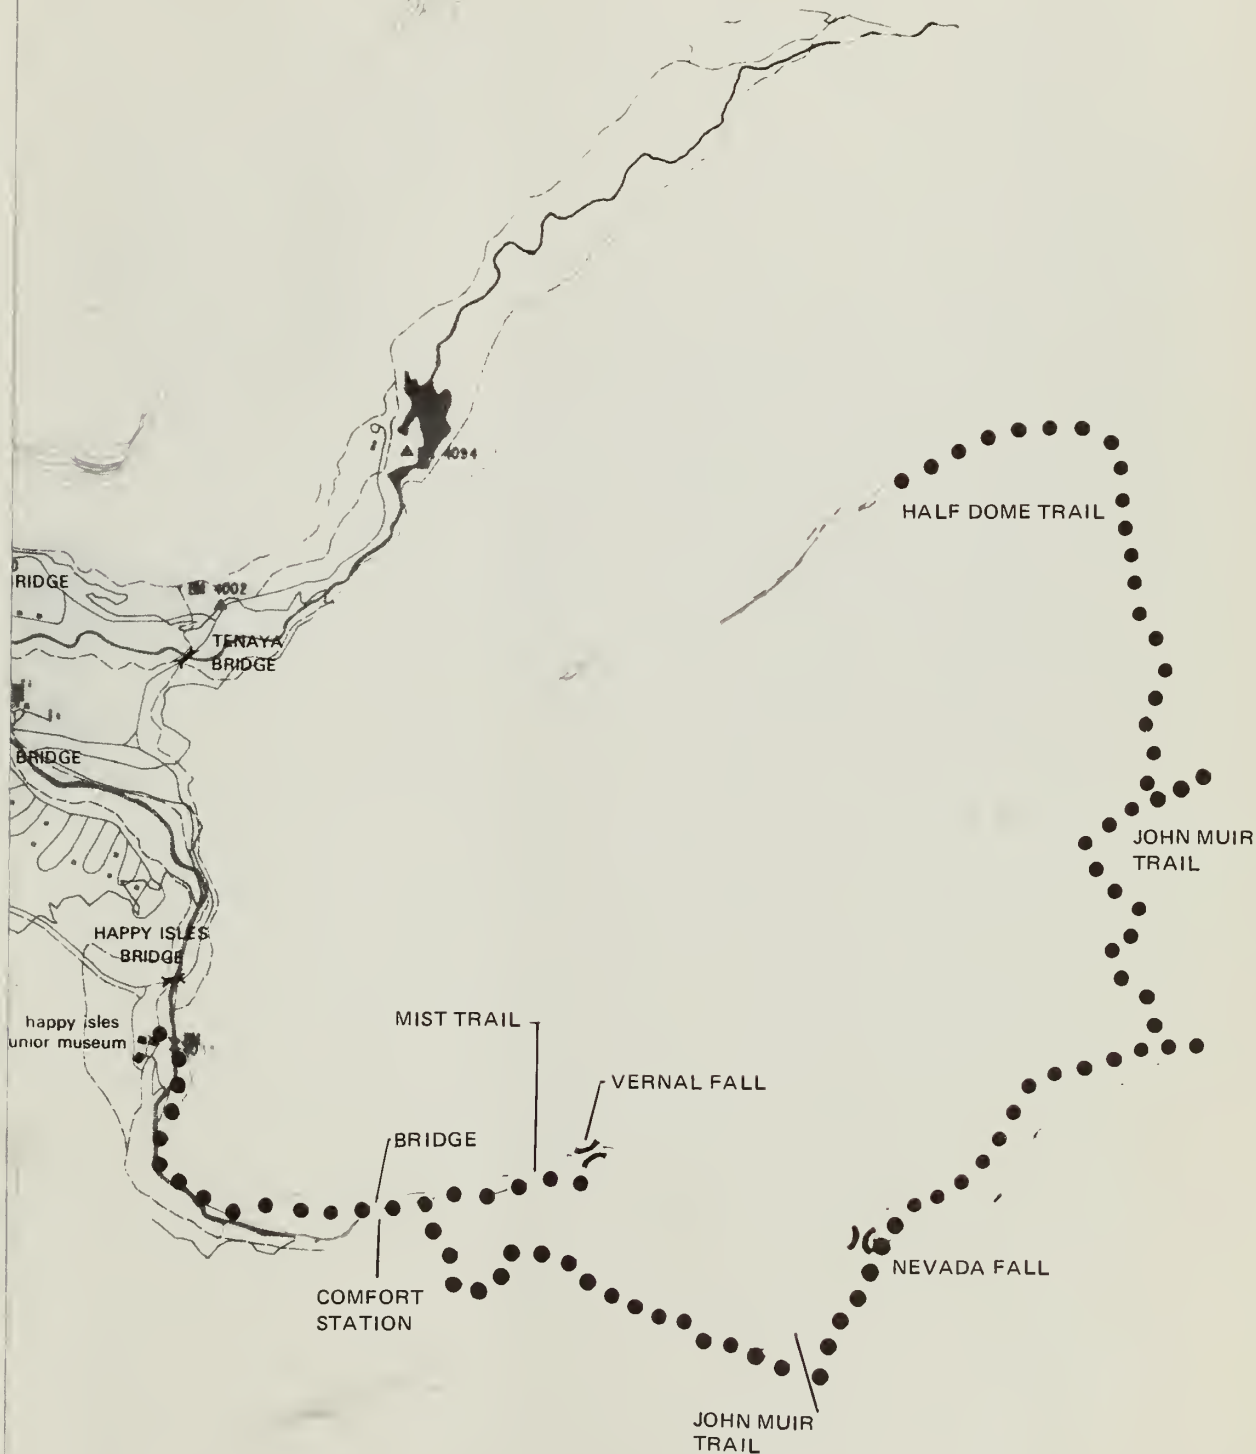 4094
HALF DOME TRAIL
RIDGE
BM 4002
TENAYA
BRIDGE
BRIDGE
JOHN MUIR
TRAIL
HAPPY ISLES
BRIDGE
happy isles
unior museum
MIST TRAIL
VERNAL FALL
BRIDGE
NEVADA FALL
COMFORT
STATION
JOHN MUIR
TRAIL